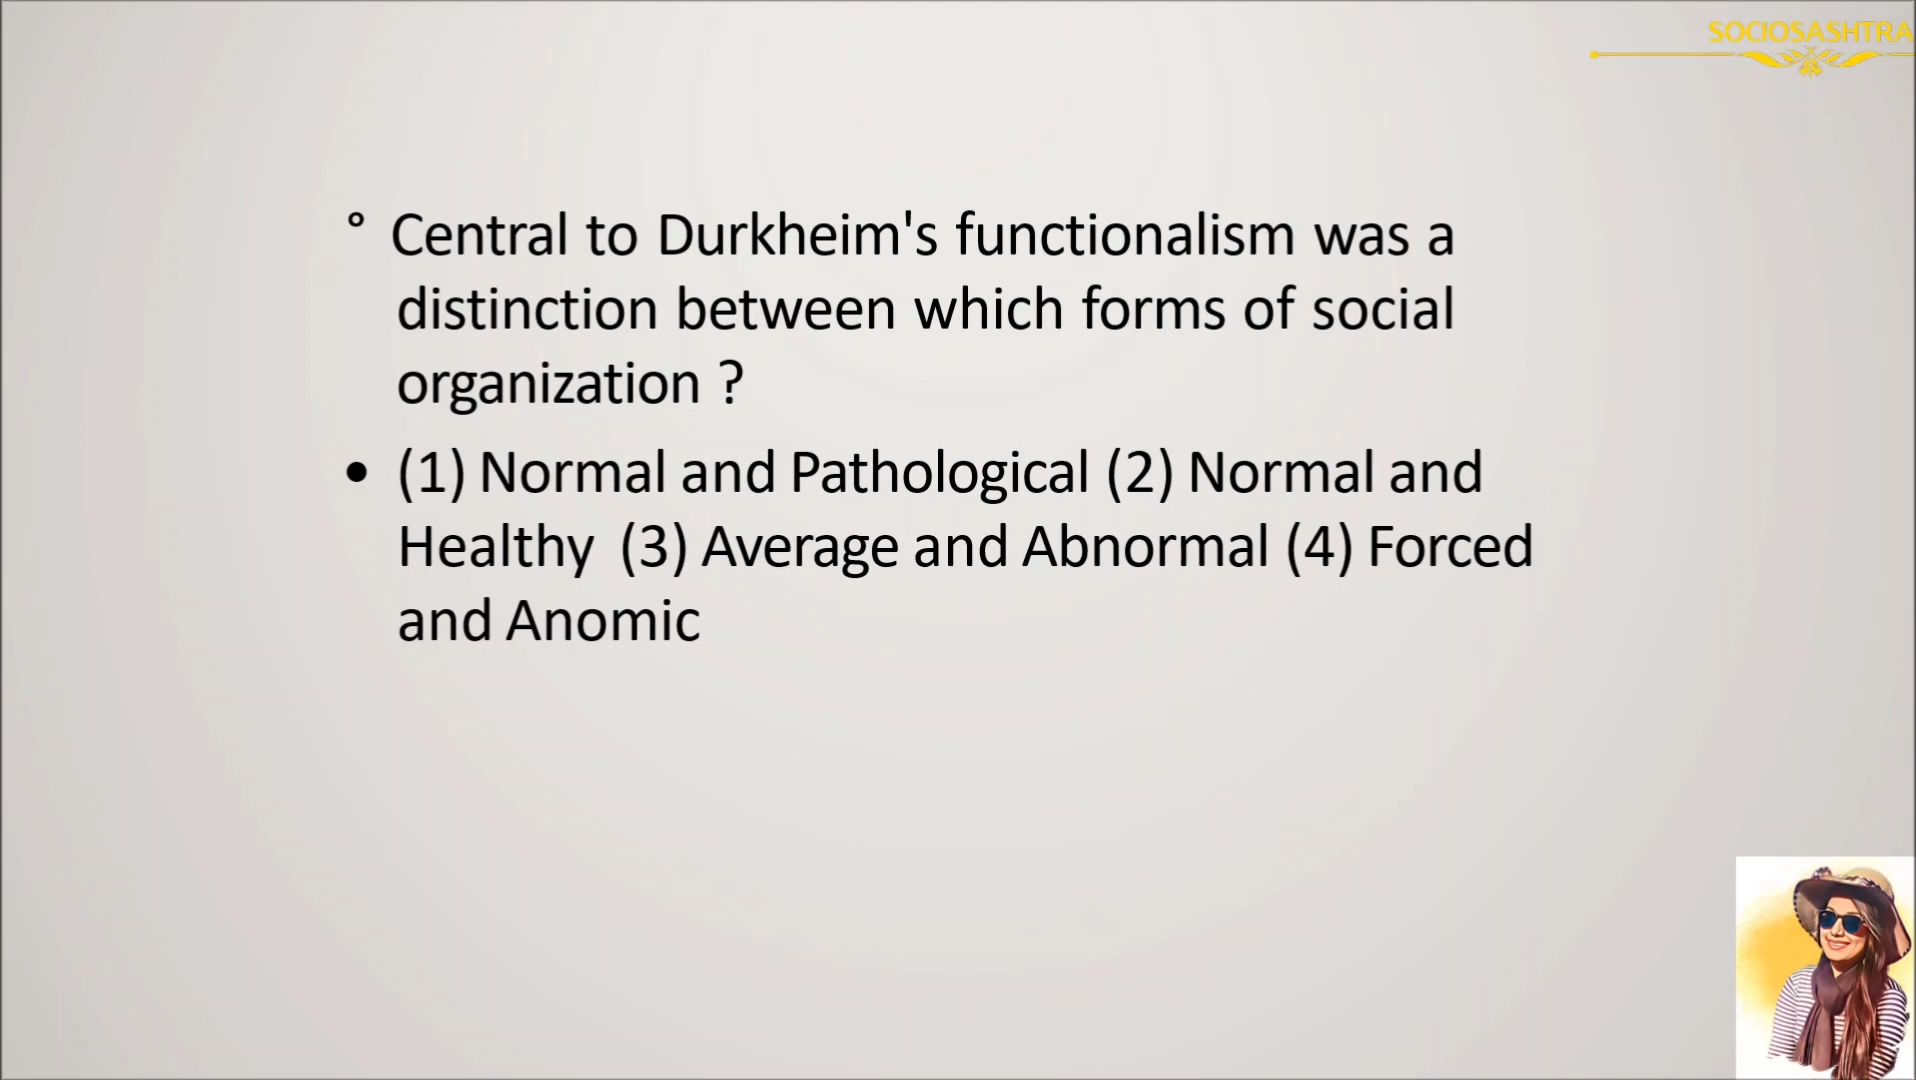 SOCIOSASHTRA
° Central to Durkheim's functionalism was a
distinction between which forms of social
organization ?
• (1) Normal and Pathological (2) Normal and
Healthy (3) Average and Abnormal (4) Forced
and Anomic